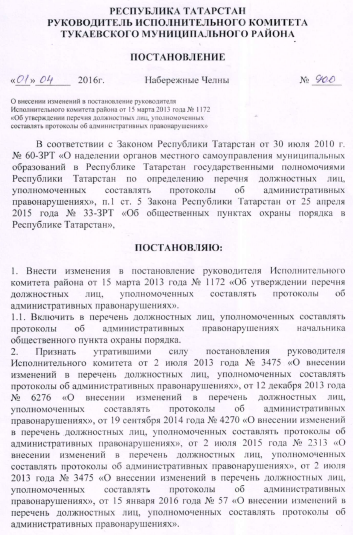 РЕСПУБЛИКА ТАТАРСТАН
РУКОВОДИТЕЛЬ ИСПОЛНИТЕЛЬНОГО КОМИТЕТА
ТУКАЕВСКОГО МУНИЦИПАЛЬНОГО РАЙОНА
ПОСТАНОВЛЕНИЕ
«01» 04 2016г. Набережные Челны № 900
О внесении изменений в постановление руководителя
Исполнительного комитета района от 15 марта 2013 года № 1172
«Об утверждении перечня должностных лиц, уполномоченных
составлять протоколы об административных правонарушениях»
В соответствии с Законом Республики Татарстан от 30 июля 2010 г.
№ 60-ЗРТ «О наделении органов местного самоуправления муниципальных
образований в Республике Татарстан государственными полномочиями
Республики Татарстан по определению перечня должностных лиц,
уполномоченных составлять протоколы об административных
правонарушениях», п.1 ст. 5 Закона Республики Татарстан от 25 апреля
2015 года № 33-ЗРТ «Об общественных пунктах охраны порядка в
Республике Татарстан»,
ПОСТАНОВЛЯЮ:
1. Внести изменения в постановление руководителя Исполнительного
комитета района от 15 марта 2013 года № 1172 «Об утверждении перечня
должностных лиц, уполномоченных составлять протоколы об
административных правонарушениях».
1.1. Включить в перечень должностных лиц, уполномоченных составлять
протоколы об административных правонарушениях начальника
общественного пункта охраны порядка.
2. Признать утратившими силу постановления руководителя
Исполнительного комитета от 2 июля 2013 года № 3475 «О внесении
изменений в перечень должностных лиц, уполномоченных составлять
протоколы об административных правонарушениях», от 12 декабря 2013 года
№ 6276 «О внесении изменений в перечень должностных лиц,
уполномоченных составлять протоколы об административных
правонарушениях», от 19 сентября 2014 года № 4270 «О внесении изменений
в перечень должностных лиц, уполномоченных составлять протоколы об
административных правонарушениях», от 2 июля 2015 года № 2313 «О
внесении изменений в перечень должностных лиц, уполномоченных
составлять протоколы об административных правонарушениях», от 2 июля
2013 года № 3475 «О внесении изменений в перечень должностных лиц,
уполномоченных составлять протоколы об административных
правонарушениях», от 15 января 2016 года № 57 «О внесении изменений в
перечень должностных лиц, уполномоченных составлять протоколы об
административных правонарушениях».